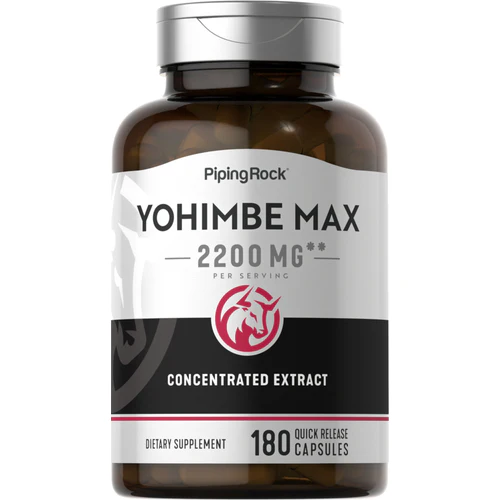 PipingRock®
YOHIMBE MAX
2200 MG**
PER SERVING
CONCENTRATED EXTRACT
DIETARY SUPPLEMENT
180 QUICK RELEASE
CAPSULES